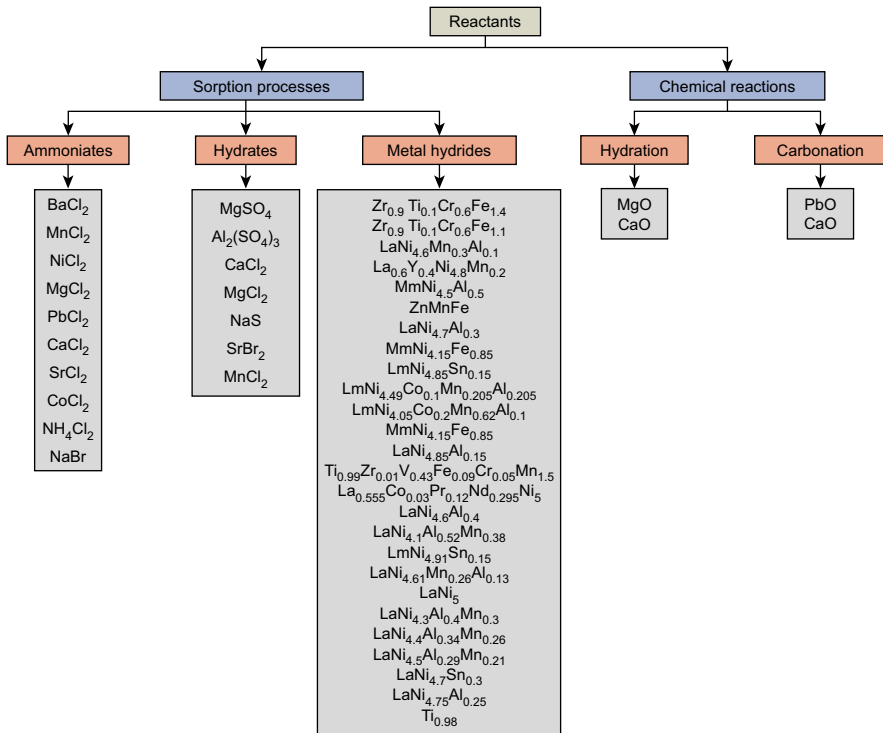 Reactants
Sorption processes
Chemical reactions
Ammoniates
Hydrates
Metal hydrides
Hydration
Carbonation
BaCl₂
MnCl₂
NiCl₂
MgCl₂
PbCl₂
CaCl₂
SrCl₂
CoCl₂
NH₄Cl₂
NaBr
MgSO₄
Al₂(SO₄)₃
CaCl₂
MgCl₂
NaS
SrBr₂
MnCl₂
Zr₀.₉ Ti₀.₁Cr₀.₆Fe₁.₄
Zr₀.₉ Ti₀.₁Cr₀.₆Fe₁.₁
LaNi₄.₆Mn₀.₃Al₀.₁
La₀.₆Y₀.₄Ni₄.₈Mn₀.₂
MmNi₄.₅Al₀.₅
ZnMnFe
LaNi₄.₇Al₀.₃
MmNi₄.₁₅Fe₀.₈₅
LmNi₄.₈₅Sn₀.₁₅
LmNi₄.₄₉Co₀.₁Mn₀.₂₀₅Al₀.₂₀₅
LmNi₄.₀₅Co₀.₂Mn₀.₆₂Al₀.₁
MmNi₄.₁₅Fe₀.₈₅
LaNi₄.₈₅Al₀.₁₅
Ti₀.₉₉Zr₀.₀₁V₀.₄₃Fe₀.₀₉Cr₀.₀₅Mn₁.₅
La₀.₅₅₅Co₀.₀₃Pr₀.₁₂Nd₀.₂₉₅Ni₅
LaNi₄.₆Al₀.₄
LaNi₄.₁Al₀.₅₂Mn₀.₃₈
LmNi₄.₉₁Sn₀.₁₅
LaNi₄.₆₁Mn₀.₂₆Al₀.₁₃
LaNi₅
LaNi₄.₃Al₀.₄Mn₀.₃
LaNi₄.₄Al₀.₃₄Mn₀.₂₆
LaNi₄.₅Al₀.₂₉Mn₀.₂₁
LaNi₄.₇Sn₀.₃
LaNi₄.₇₅Al₀.₂₅
Ti₀.₉₈
MgO
CaO
PbO
CaO